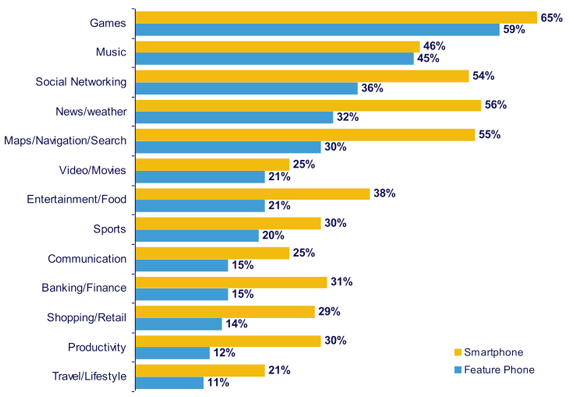 Games 65%
59%
Music 46%
45%
Social Networking 54%
36%
News/weather 56%
32%
Maps/Navigation/Search 55%
30%
Video/Movies 25%
21%
Entertainment/Food 38%
21%
Sports 30%
20%
Communication 25%
15%
Banking/Finance 31%
15%
Shopping/Retail 29%
14%
Productivity 30%
12%
Travel/Lifestyle 21%
11%
Smartphone
Feature Phone